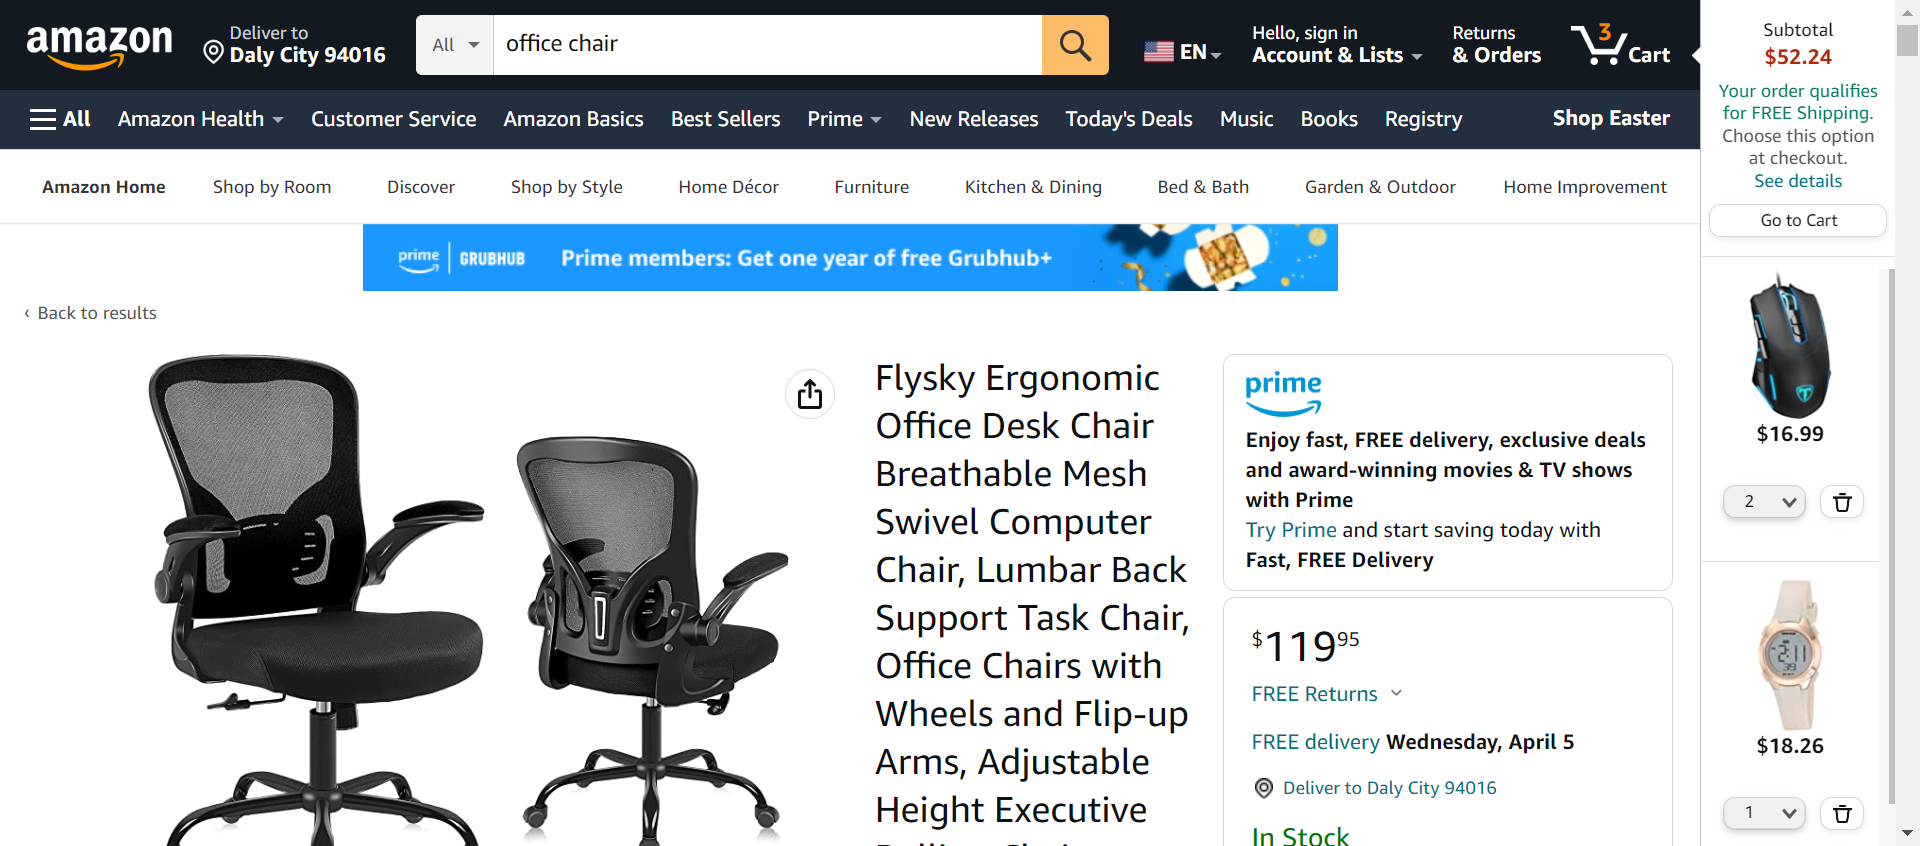 amazon
Deliver to
Daly City 94016
All
office chair
EN
Hello, sign in
Account & Lists
Returns
& Orders
3
Cart
All
Amazon Health
Customer Service
Amazon Basics
Best Sellers
Prime
New Releases
Today's Deals
Music
Books
Registry
Shop Easter
Amazon Home
Shop by Room
Discover
Shop by Style
Home Décor
Furniture
Kitchen & Dining
Bed & Bath
Garden & Outdoor
Home Improvement
prime
GRUBHUB
Prime members: Get one year of free Grubhub+
‹ Back to results
Flysky Ergonomic
Office Desk Chair
Breathable Mesh
Swivel Computer
Chair, Lumbar Back
Support Task Chair,
Office Chairs with
Wheels and Flip-up
Arms, Adjustable
Height Executive
prime
Enjoy fast, FREE delivery, exclusive deals
and award-winning movies & TV shows
with Prime
Try Prime and start saving today with
Fast, FREE Delivery
$119.95
FREE Returns
FREE delivery Wednesday, April 5
Deliver to Daly City 94016
In Stock
Subtotal
$52.24
Your order qualifies
for FREE Shipping.
Choose this option
at checkout.
See details
Go to Cart
$16.99
2
2:11
$18.26
1